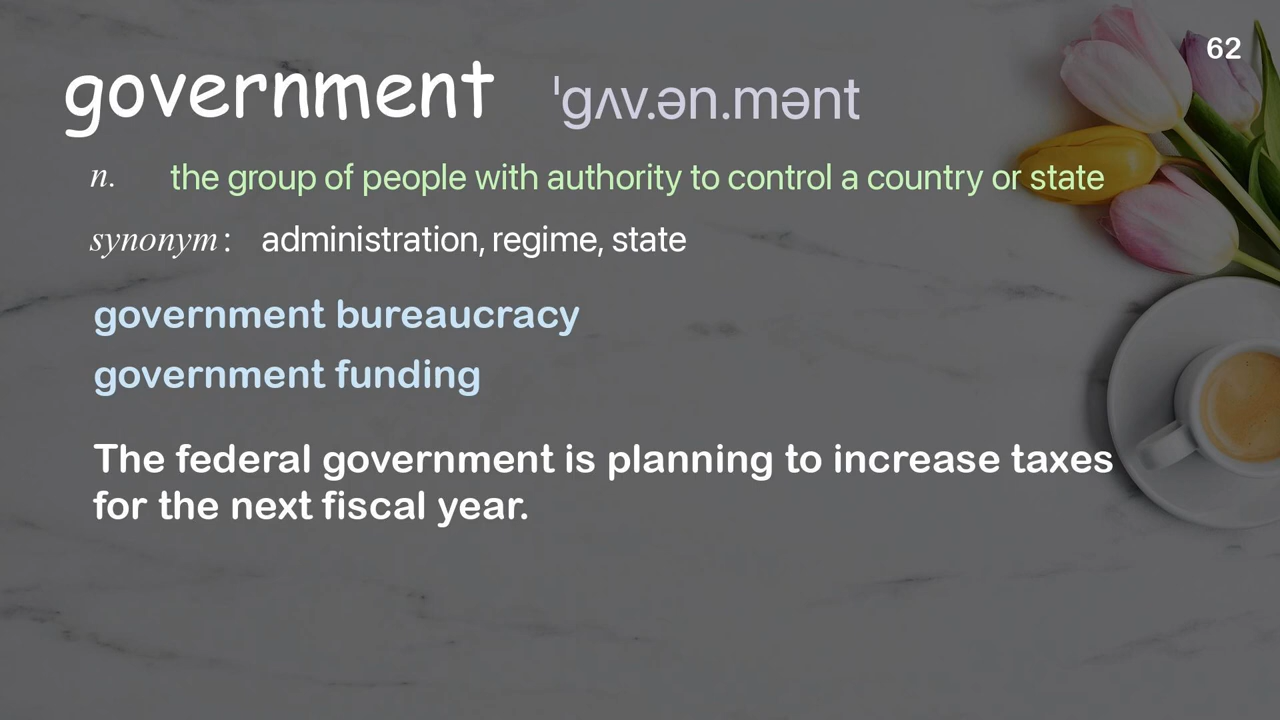 62
government ˈɡʌv.ən.mənt
n. the group of people with authority to control a country or state
synonym: administration, regime, state
government bureaucracy
government funding
The federal government is planning to increase taxes
for the next fiscal year.